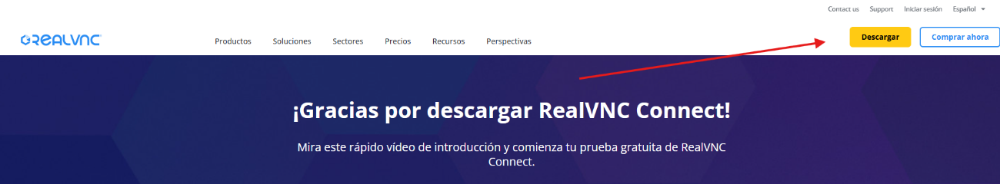 Contact us Support Iniciar sesión Español
REALVNC Productos Soluciones Sectores Precios Recursos Perspectivas Descargar Comprar ahora
¡Gracias por descargar RealVNC Connect!
Mira este rápido vídeo de introducción y comienza tu prueba gratuita de RealVNC
Connect.